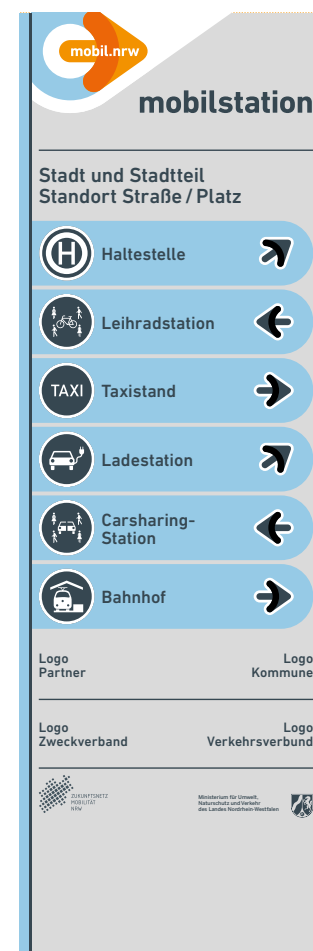 mobil.nrw
mobilstation
Stadt und Stadtteil
Standort Straße / Platz
H
Haltestelle
Leihradstation
TAXI
Taxistand
Ladestation
Carsharing-
Station
Bahnhof
Logo
Partner
Logo
Kommune
Logo
Zweckverband
Logo
Verkehrsverbund
ZUKUNFTSNETZ
MOBILITÄT
NRW
Ministerium für Umwelt,
Naturschutz und Verkehr
des Landes Nordrhein-Westfalen